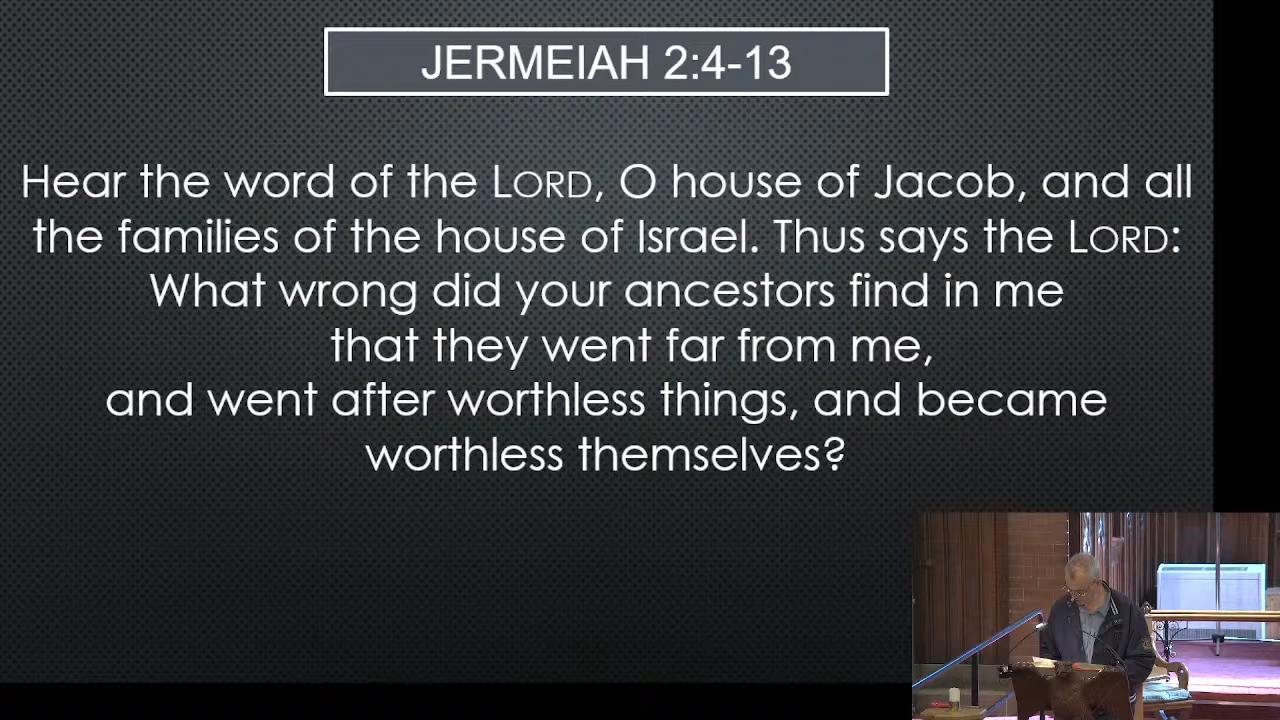 JERMEIAH 2:4-13
Hear the word of the LORD, O house of Jacob, and all
the families of the house of Israel. Thus says the LORD:
What wrong did your ancestors find in me
that they went far from me,
and went after worthless things, and became
worthless themselves?